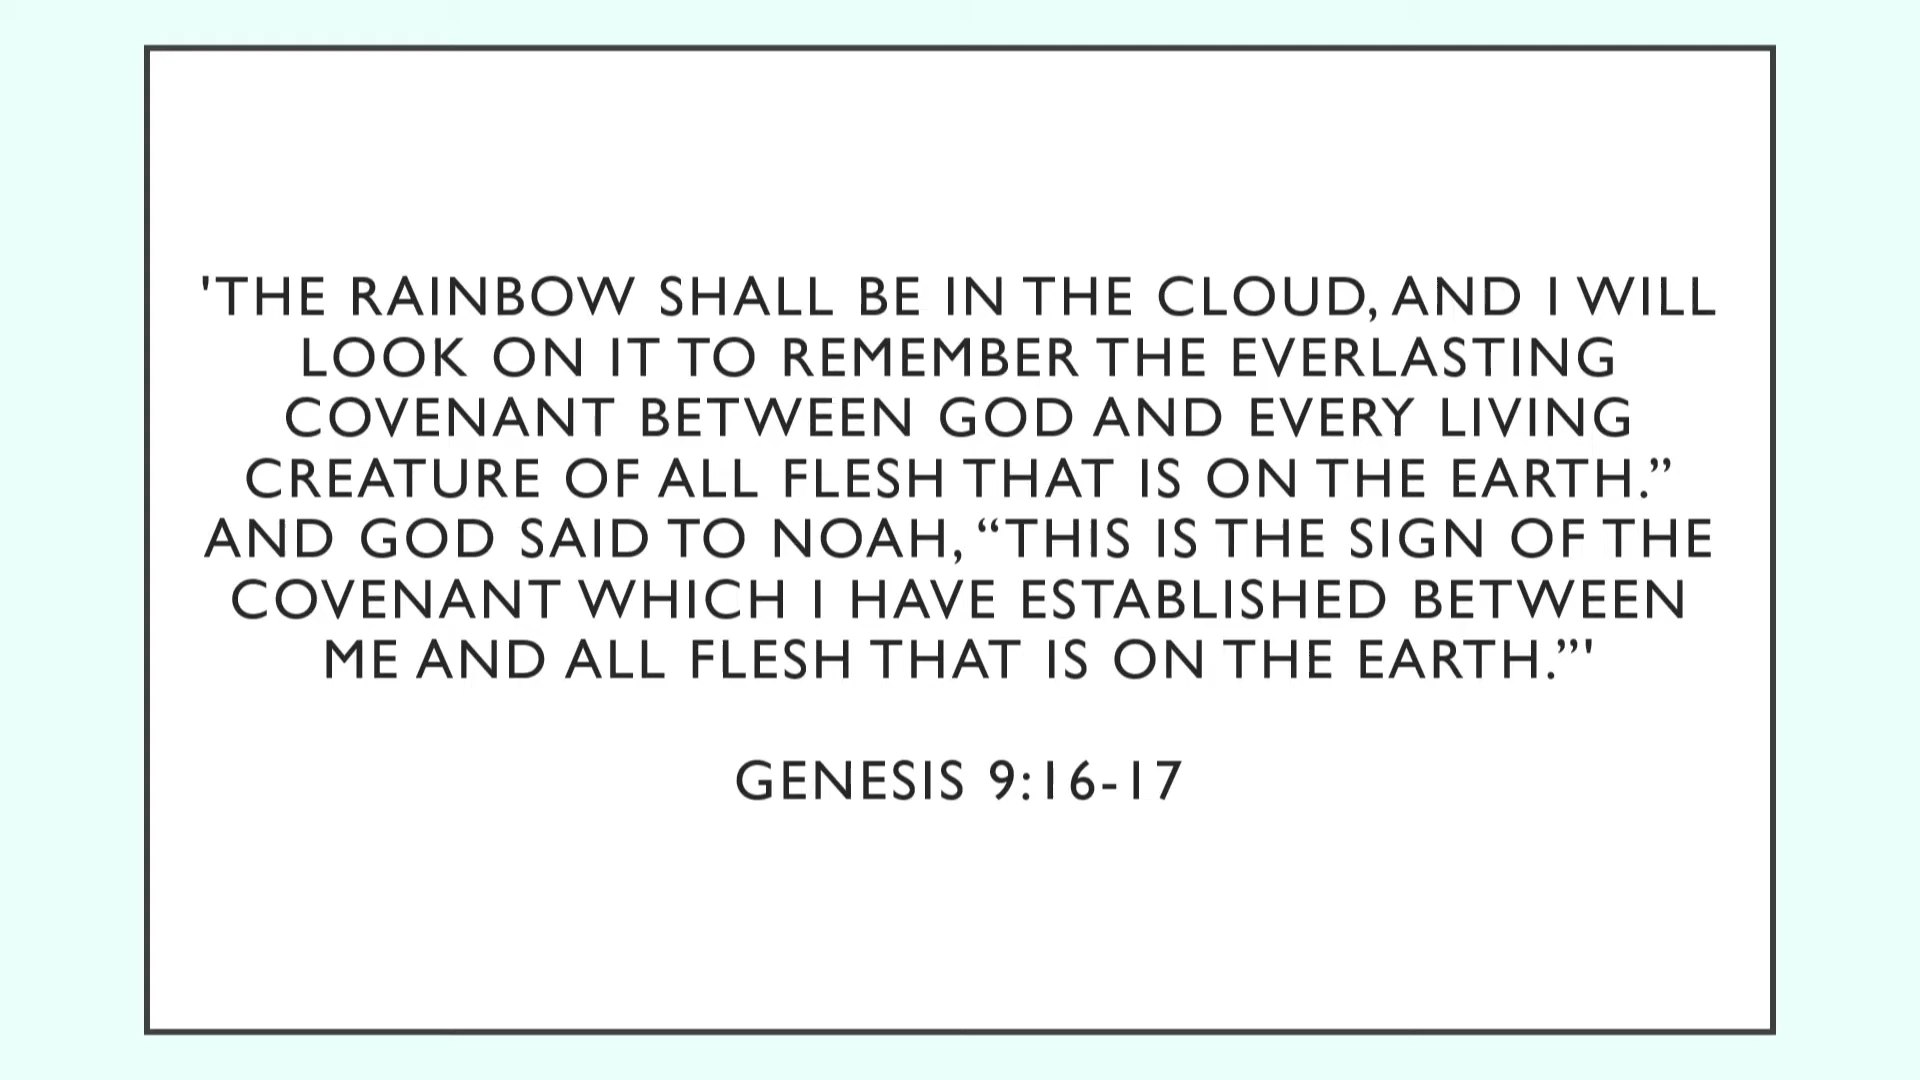 'THE RAINBOW SHALL BE IN THE CLOUD, AND I WILL
LOOK ON IT TO REMEMBER THE EVERLASTING
COVENANT BETWEEN GOD AND EVERY LIVING
CREATURE OF ALL FLESH THAT IS ON THE EARTH.”
AND GOD SAID TO NOAH, “THIS IS THE SIGN OF THE
COVENANT WHICH I HAVE ESTABLISHED BETWEEN
ME AND ALL FLESH THAT IS ON THE EARTH.”'
GENESIS 9:16-17